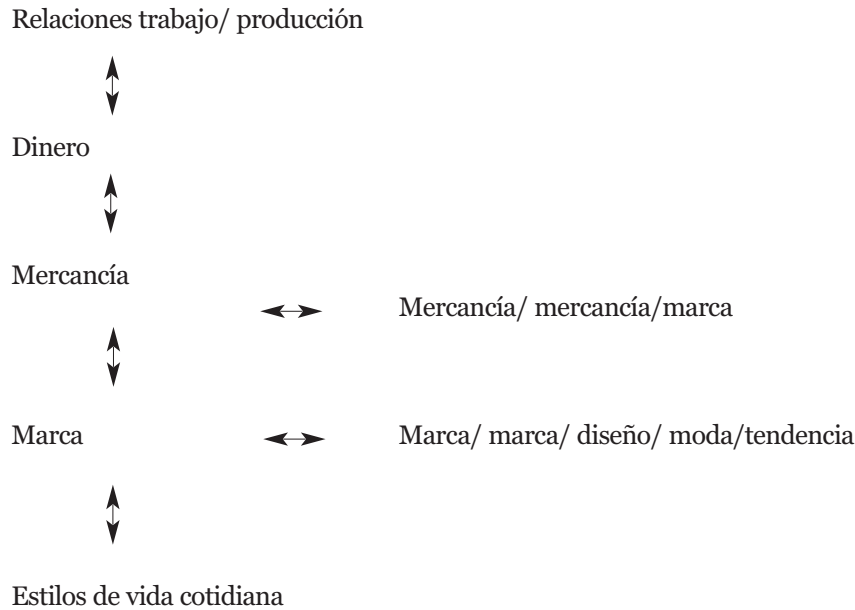 Relaciones trabajo/ producción
Dinero
Mercancía
Mercancía/ mercancía/marca
Marca
Marca/ marca/ diseño/ moda/tendencia
Estilos de vida cotidiana